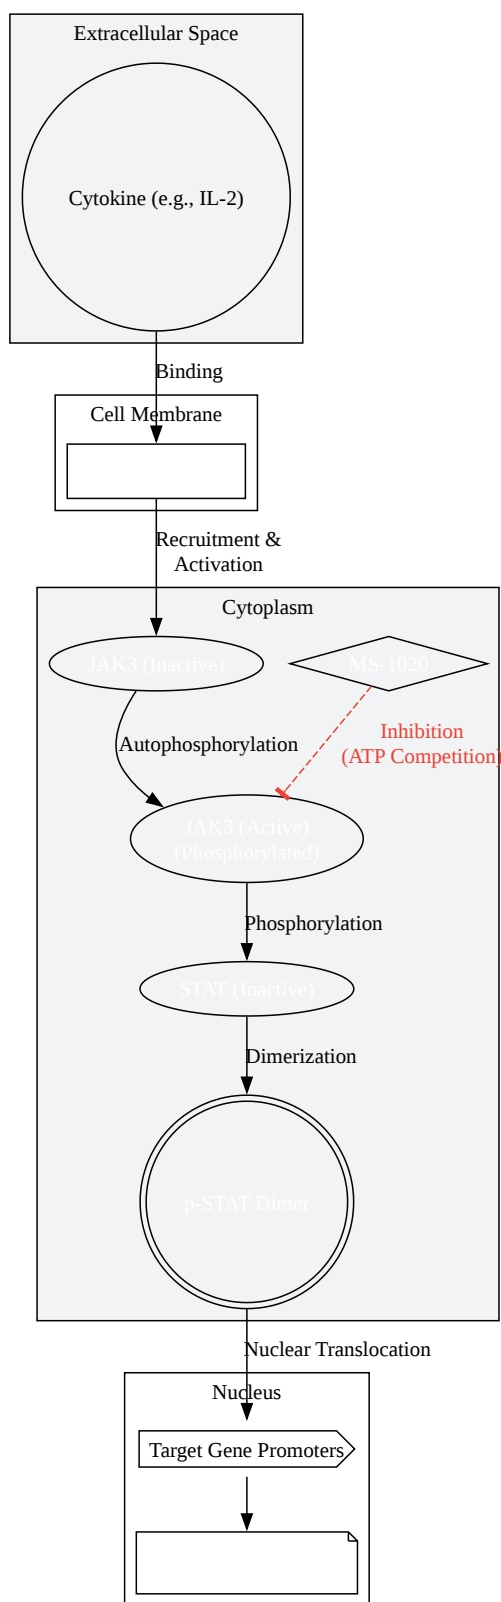 Extracellular Space
Cytokine (e.g., IL-2)
Binding
Cell Membrane
Recruitment &
Activation
Cytoplasm
JAK3 (Inactive)
MS-1020
Inhibition
(ATP Competition)
Autophosphorylation
JAK3 (Active)
(Phosphorylated)
Phosphorylation
STAT (Inactive)
Dimerization
p-STAT Dimer
Nuclear Translocation
Nucleus
Target Gene Promoters